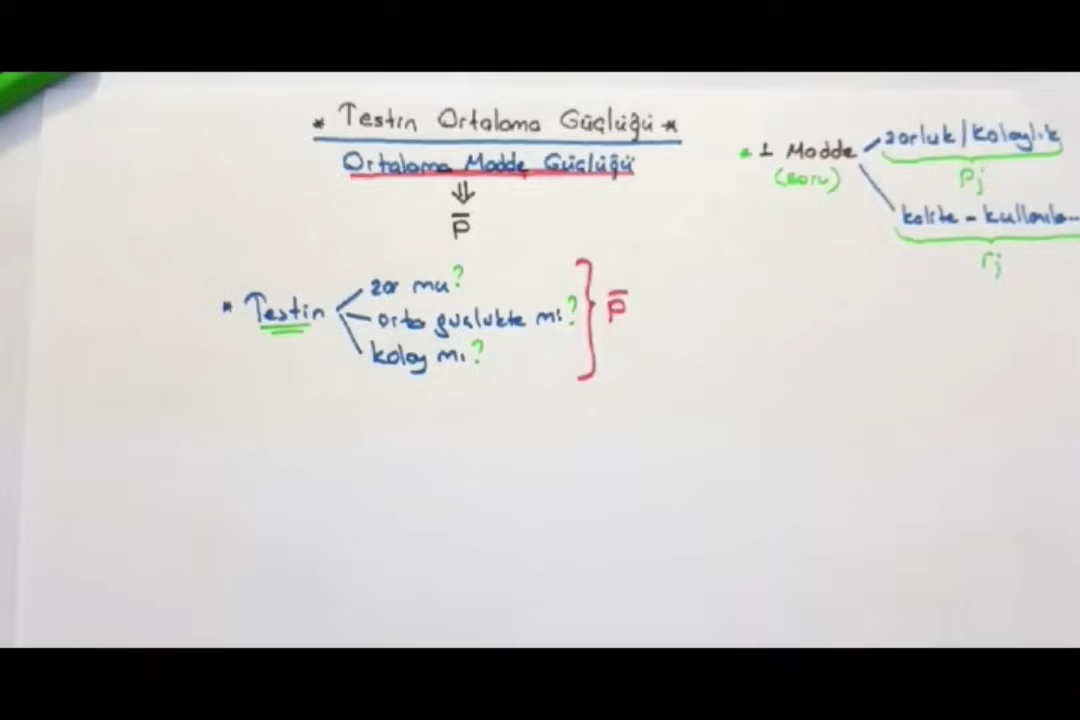 * Testin Ortalama Güçlüğü *
Ortalama Madde Güçlüğü
⇓
p̄
* Testin
zor mu?
orta güçlükte mi?
kolay mı?
p̄
* 1 Madde
(soru)
zorluk/kolaylık
Pj
kalite -
rj